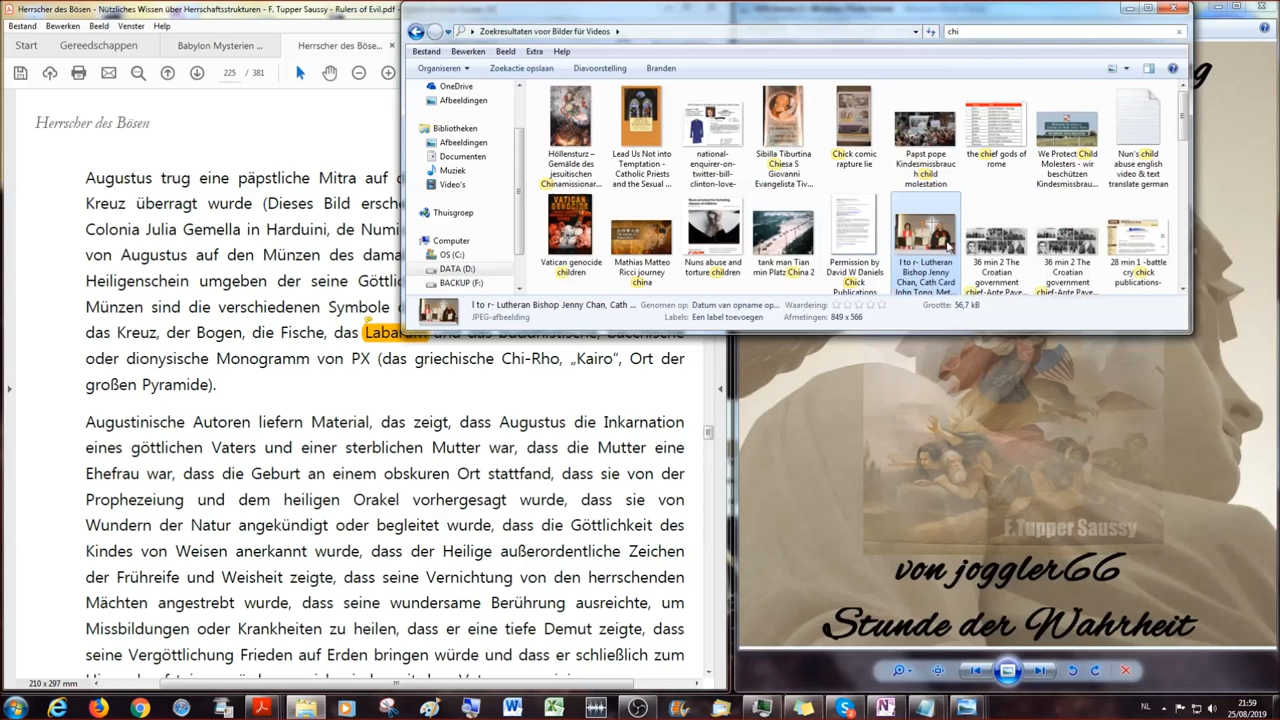 Herrscher des Bösen - Nützliches Wissen über Herrschaftsstrukturen - F. Tupper Saussy - Rulers of Evil.pdf
Bestand Bewerken Beeld Venster Help
Start Gereedschappen Babylon Mysterien ... Herrscher des Böse... ×
225 / 381
Herrscher des Bösen
Augustus trug eine päpstliche Mitra auf d
Kreuz überragt wurde (Dieses Bild ersche
Colonia Julia Gemella in Harduini, de Numi
von Augustus auf den Münzen des dama
Heiligenschein umgeben der seine Göttl
Münzen sind die verschiedenen Symbole
das Kreuz, der Bogen, die Fische, das Labarum und das buddhistische, bacchische
oder dionysische Monogramm von PX (das griechische Chi-Rho, „Kairo“, Ort der
großen Pyramide).
Augustinische Autoren liefern Material, das zeigt, dass Augustus die Inkarnation
eines göttlichen Vaters und einer sterblichen Mutter war, dass die Mutter eine
Ehefrau war, dass die Geburt an einem obskuren Ort stattfand, dass sie von der
Prophezeiung und dem heiligen Orakel vorhergesagt wurde, dass sie von
Wundern der Natur angekündigt oder begleitet wurde, dass die Göttlichkeit des
Kindes von Weisen anerkannt wurde, dass der Heilige außerordentliche Zeichen
der Frühreife und Weisheit zeigte, dass seine Vernichtung von den herrschenden
Mächten angestrebt wurde, dass seine wundersame Berührung ausreichte, um
Missbildungen oder Krankheiten zu heilen, dass er eine tiefe Demut zeigte, dass
seine Vergöttlichung Frieden auf Erden bringen würde und dass er schließlich zum
210 x 297 mm
Zoekresultaten voor Bilder für Videos
chi
Bestand Bewerken Beeld Extra Help
Organiseren Zoekactie opslaan Diavoorstelling Branden
OneDrive
Afbeeldingen
Bibliotheken
Afbeeldingen
Documenten
Muziek
Video's
Thuisgroep
Computer
OS (C:)
DATA (D:)
BACKUP (F:)
Höllensturz – Gemälde des jesuitischen Chinamissionar...
Lead Us Not into Temptation - Catholic Priests and the Sexual ...
national-enquirer-on-twitter-bill-clinton-love-
Sibilla Tiburtina Chiesa S Giovanni Evangelista Tiv...
Chick comic rapture lie
Papst pope Kindesmissbrauch child molestation
the chief gods of rome
We Protect Child Molesters - wir beschützen Kindesmissbrau...
Nun's child abuse english video & text translate german
Vatican genocide children
Mathias Matteo Ricci journey china
Nuns abuse and torture children
tank man Tian min Platz China 2
Permission by David W Daniels Chick Publications
l to r- Lutheran Bishop Jenny Chan, Cath Card John Tong, Met...
36 min 2 The Croatian government chief-Ante Pave...
36 min 2 The Croatian government chief-Ante Pave...
28 min 1 -battle cry chick publications-
l to r- Lutheran Bishop Jenny Chan, Cath ... Genomen op: Datum van opname op... Waardering: Grootte: 56,7 kB
JPEG-afbeelding Labels: Een label toevoegen Afmetingen: 849 x 566
F.Tupper Saussy
von joggler66
Stunde der Wahrheit
NL
21:59
25/08/2019